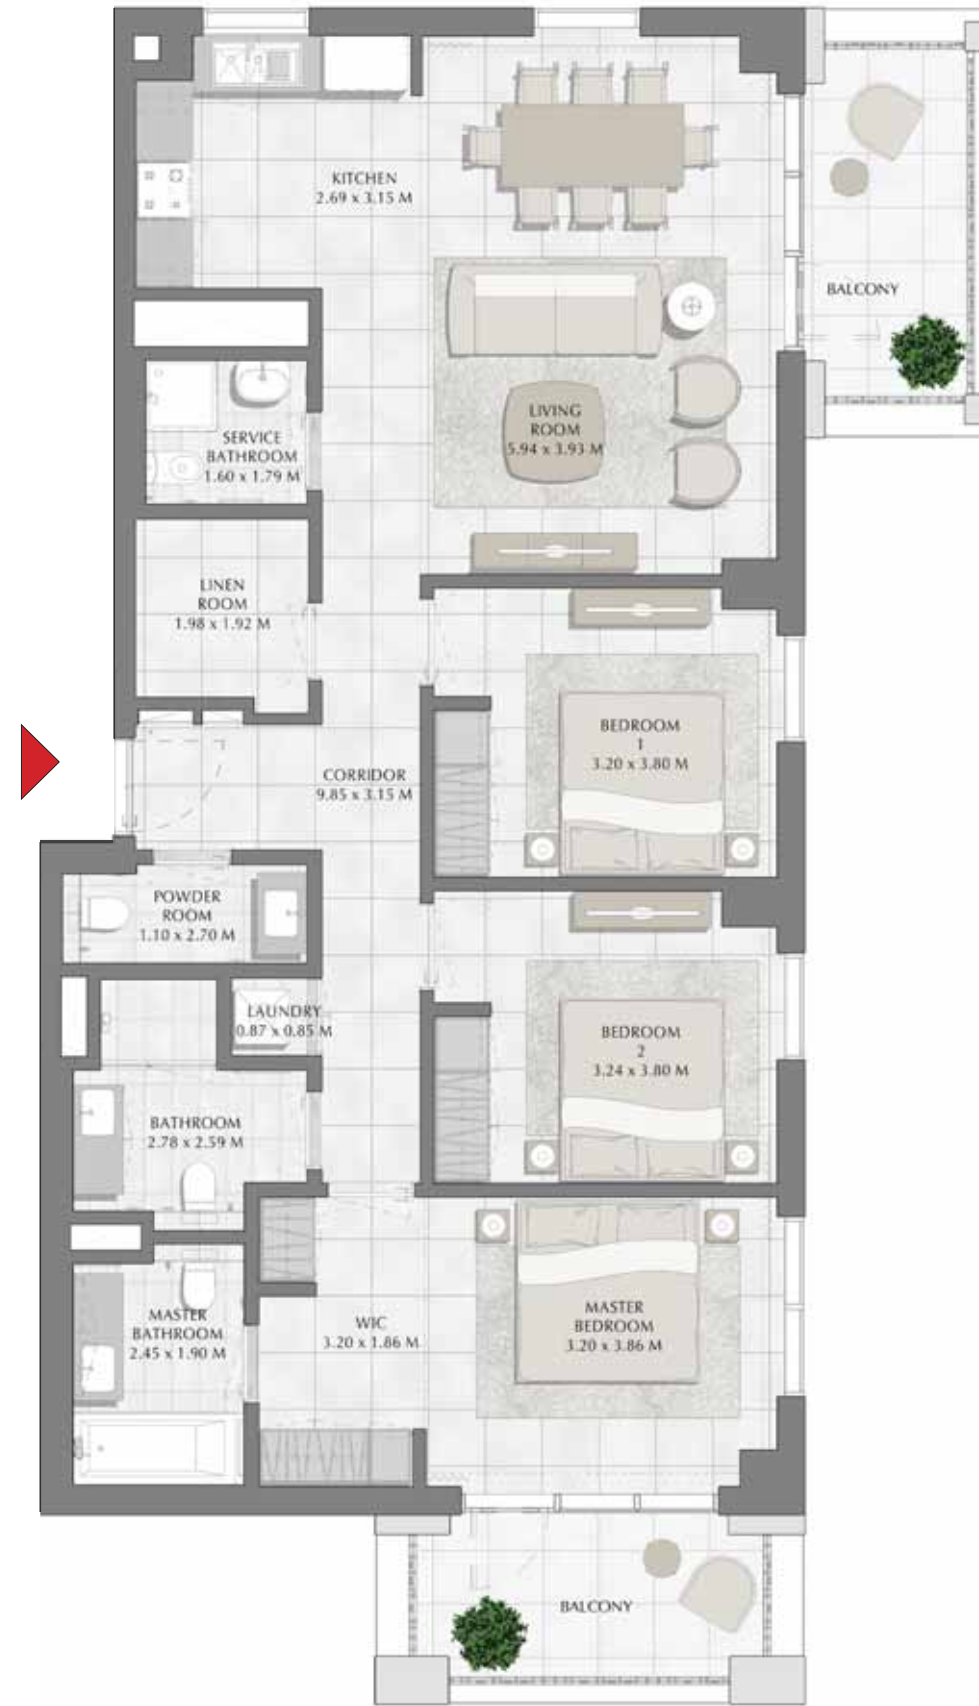 KITCHEN
2.69 x 3.15 M
BALCONY
LIVING
ROOM
5.94 x 3.93 M
SERVICE
BATHROOM
1.60 x 1.79 M
LINEN
ROOM
1.98 x 1.92 M
BEDROOM
1
3.20 x 3.80 M
CORRIDOR
9.85 x 3.15 M
POWDER
ROOM
1.10 x 2.70 M
LAUNDRY
0.87 x 0.85 M
BEDROOM
2
3.24 x 3.80 M
BATHROOM
2.78 x 2.59 M
MASTER
BATHROOM
2.45 x 1.90 M
WIC
3.20 x 1.86 M
MASTER
BEDROOM
3.20 x 3.86 M
BALCONY